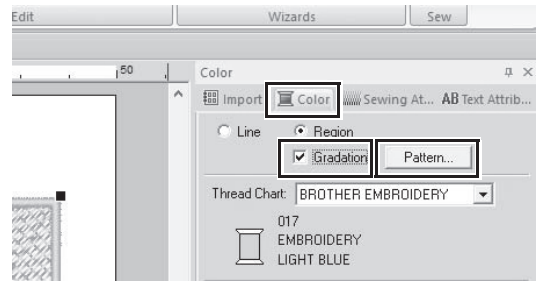 Edit Wizards Sew
50
Color
Import Color Sewing At... AB Text Attrib...
Line Region
Gradation Pattern...
Thread Chart: BROTHER EMBROIDERY
017
EMBROIDERY
LIGHT BLUE